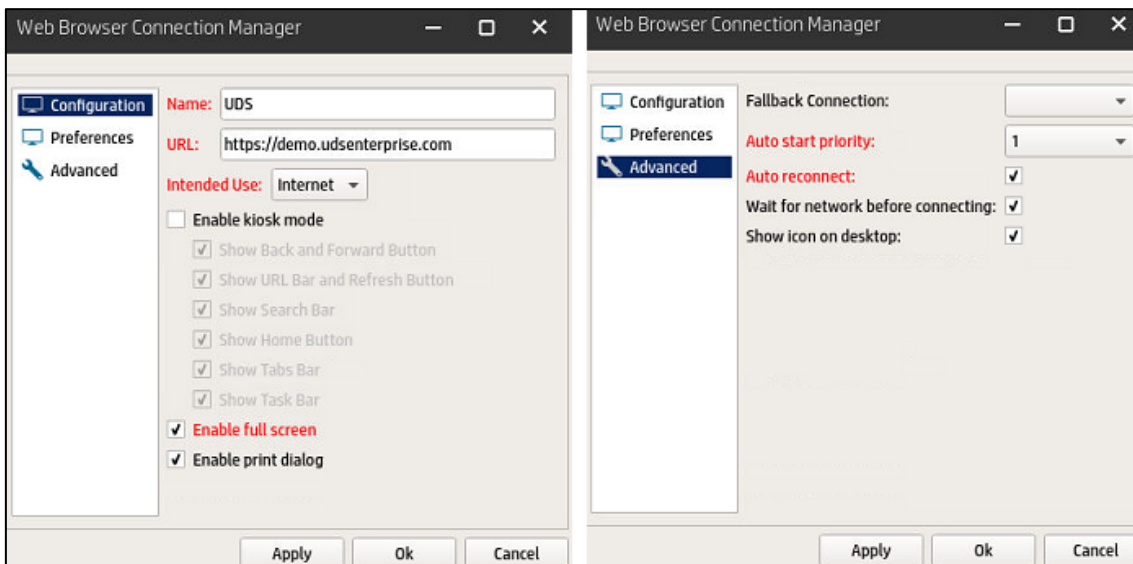 Web Browser Connection Manager
Configuration
Preferences
Advanced
Name: UDS
URL: https://demo.udsenterprise.com
Intended Use: Internet
Enable kiosk mode
Show Back and Forward Button
Show URL Bar and Refresh Button
Show Search Bar
Show Home Button
Show Tabs Bar
Show Task Bar
Enable full screen
Enable print dialog
Apply Ok Cancel
Web Browser Connection Manager
Configuration
Preferences
Advanced
Fallback Connection:
Auto start priority: 1
Auto reconnect:
Wait for network before connecting:
Show icon on desktop:
Apply Ok Cancel